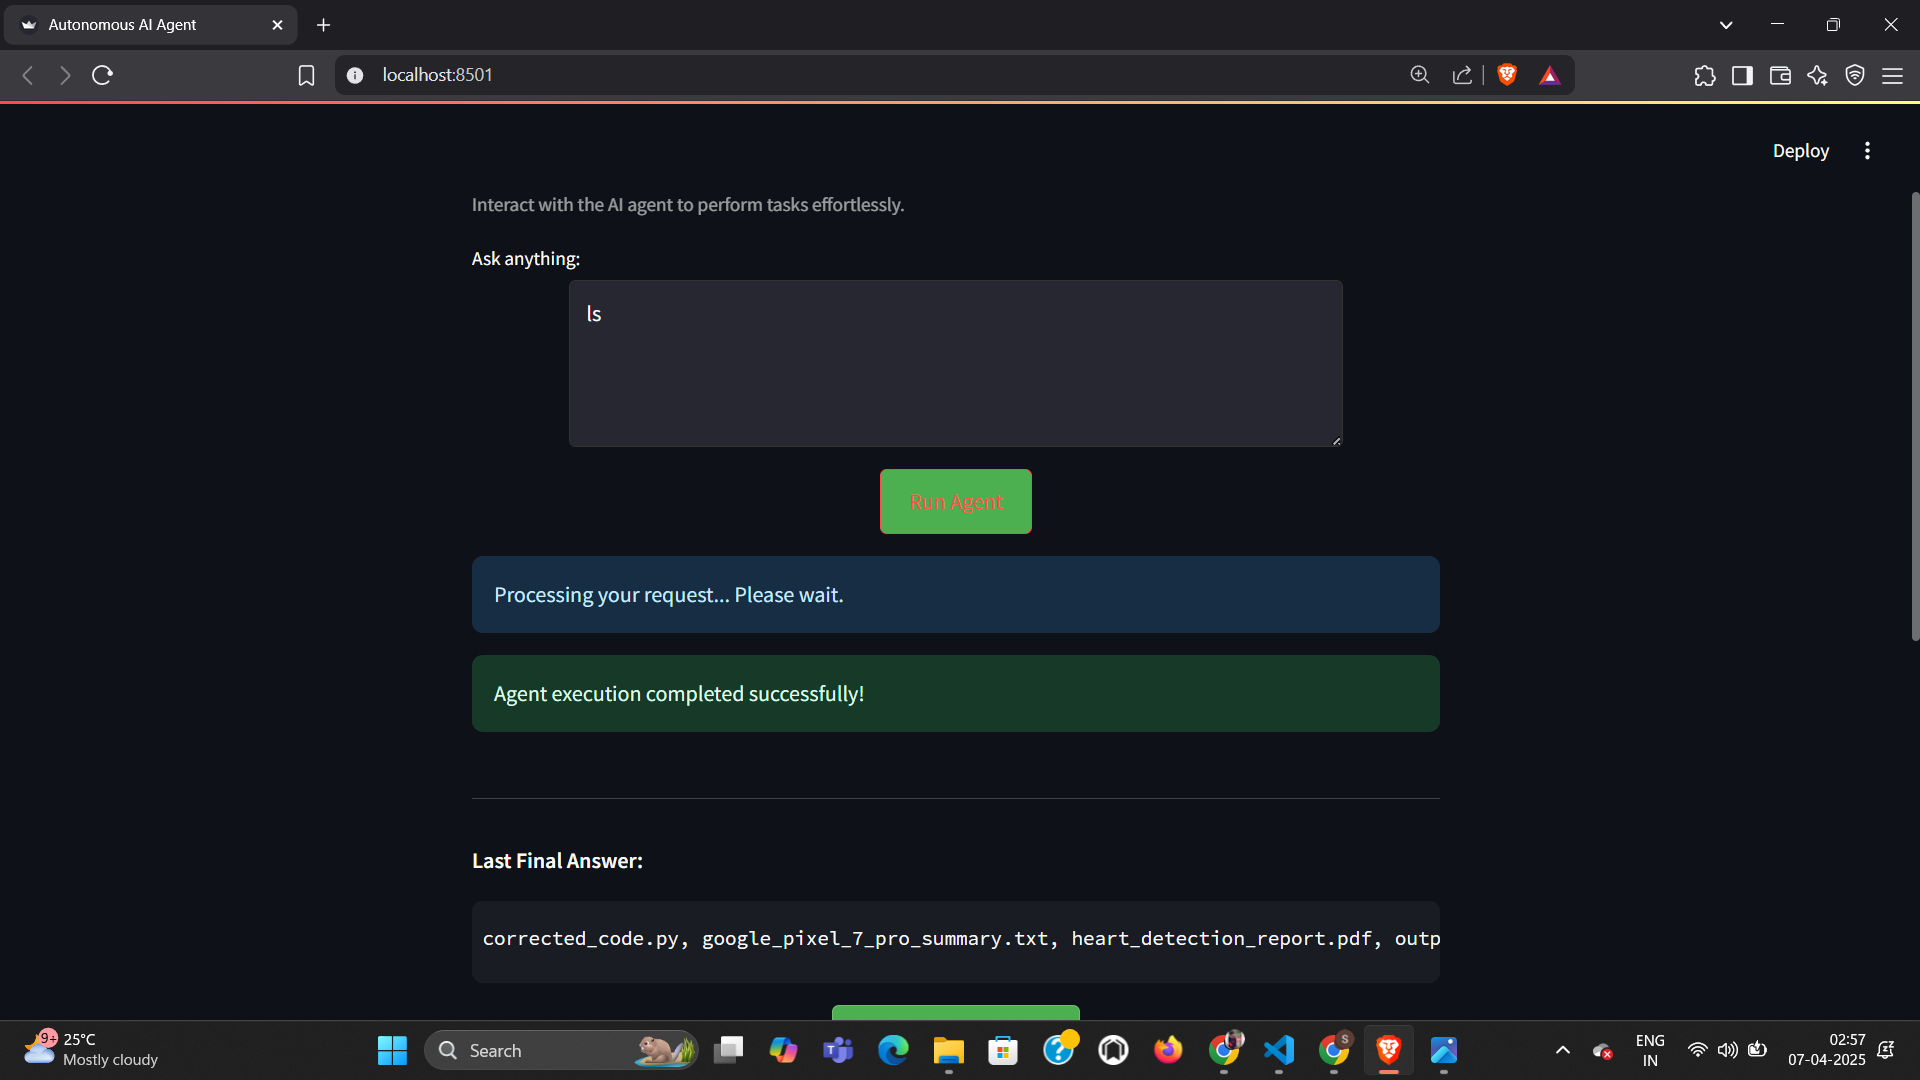 Autonomous AI Agent
localhost:8501
Deploy
Interact with the AI agent to perform tasks effortlessly.
Ask anything:
ls
Run Agent
Processing your request... Please wait.
Agent execution completed successfully!
Last Final Answer:
corrected_code.py, google_pixel_7_pro_summary.txt, heart_detection_report.pdf, outp
9+
25°C
Mostly cloudy
Search
S
ENG
IN
02:57
07-04-2025